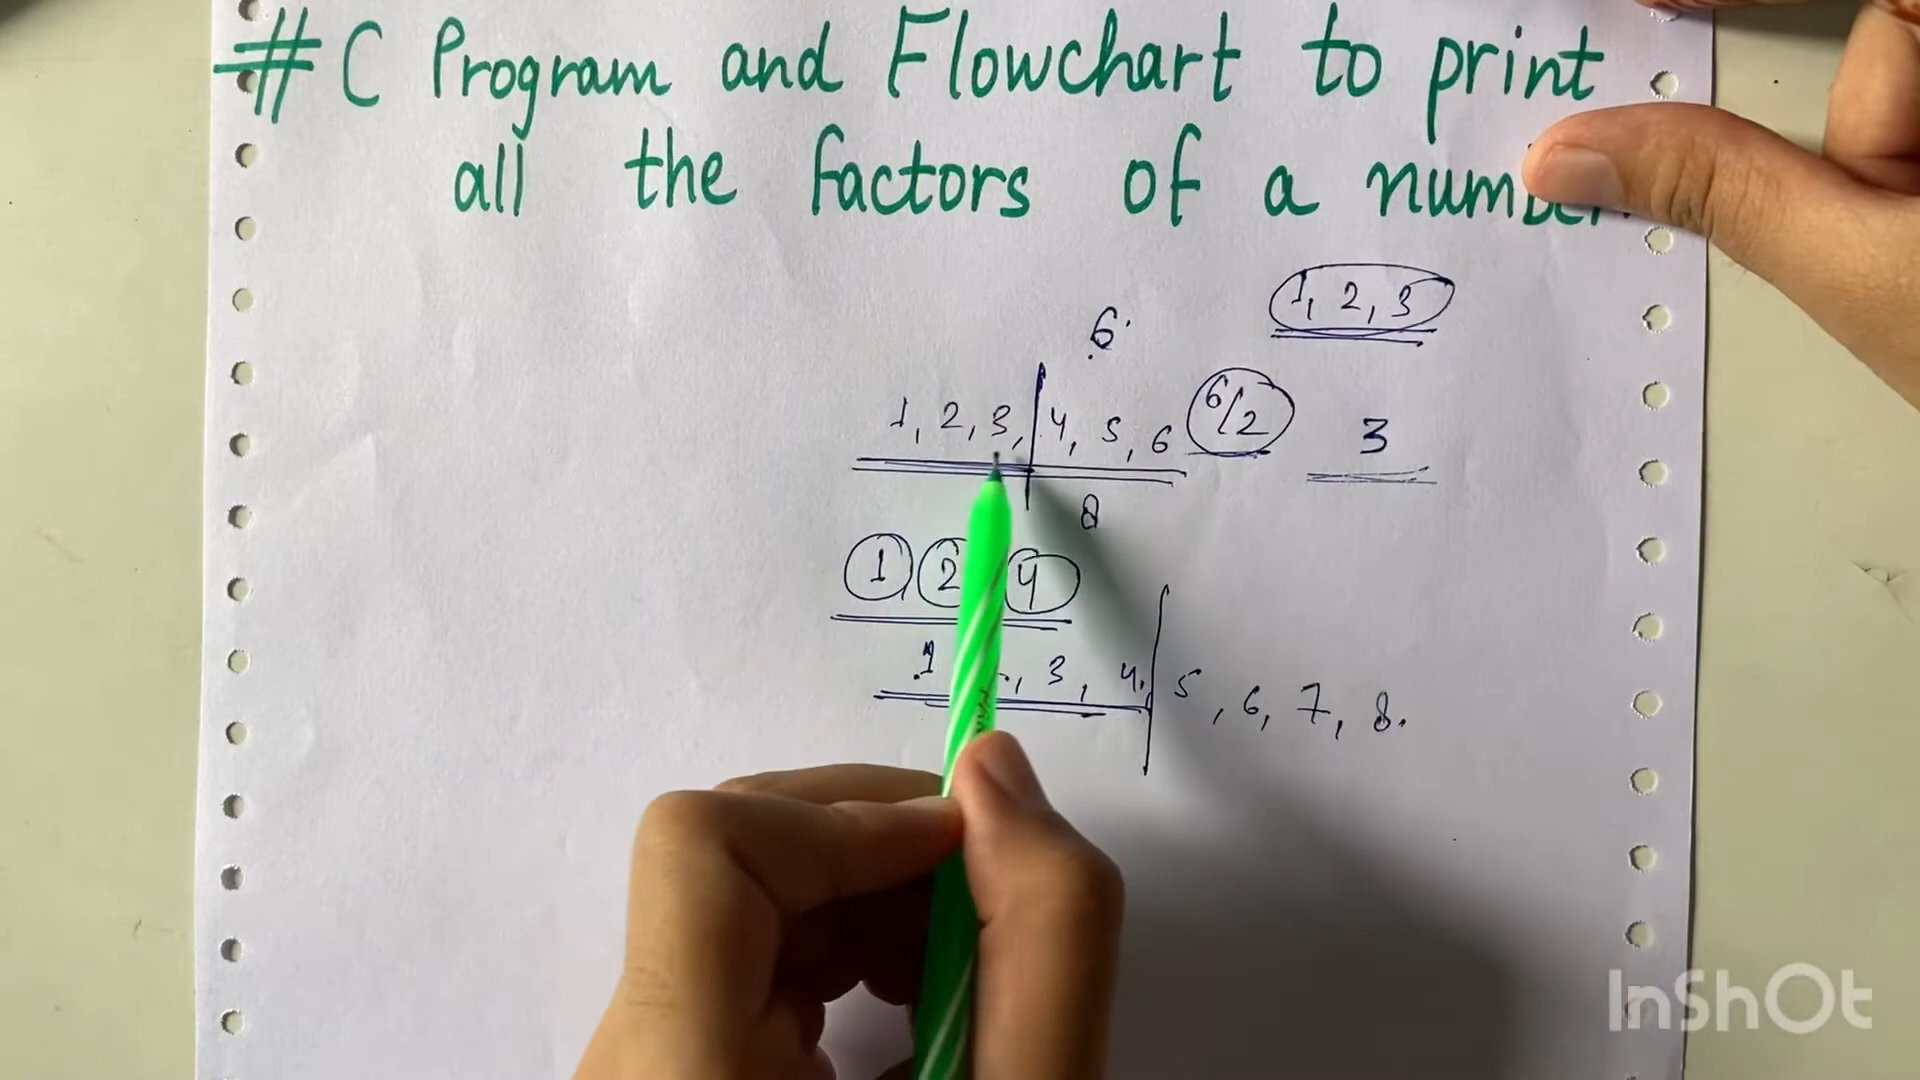 # C Program and Flowchart to print
all the factors of a number.
1, 2, 3
6
1, 2, 3, 4, 5, 6 6/2 3
8
1 2 4
1 , 3, 4, 5, 6, 7, 8.
InShOt